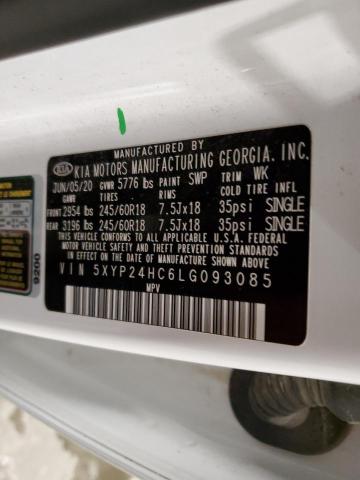 KIA KIA MOTORS MANUFACTURING GEORGIA, INC.
JUN/05/20 GVWR 5776 lbs PAINT SWP TRIM WK
GAWR TIRES RIMS COLD TIRE INFL
FRONT 2954 lbs 245/60R18 7.5Jx18 35psi SINGLE
REAR 3196 lbs 245/60R18 7.5Jx18 35psi SINGLE
THIS VEHICLE CONFORMS TO ALL APPLICABLE U.S.A. FEDERAL
MOTOR VEHICLE SAFETY AND THEFT PREVENTION STANDARDS
IN EFFECT ON THE DATE OF MANUFACTURE SHOWN ABOVE.
VIN 5XYP24HC6LG093085
MPV
9200